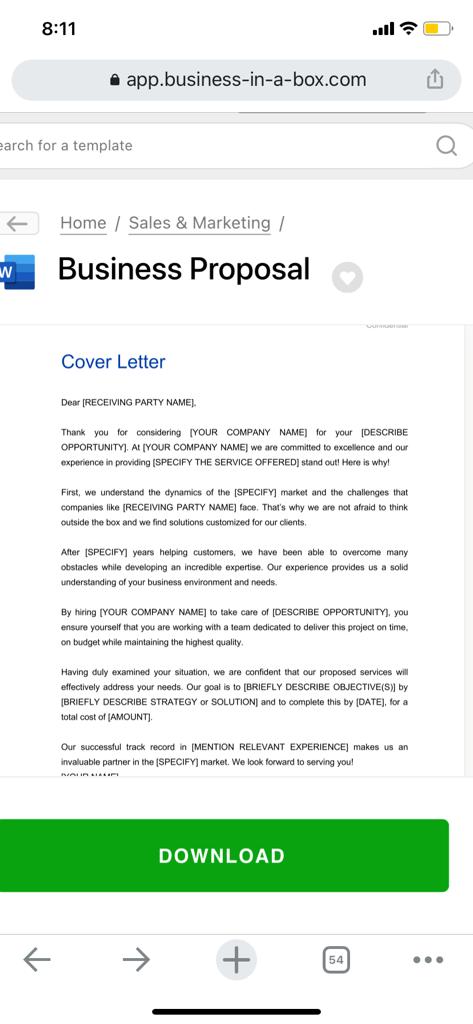 8:11
app.business-in-a-box.com
earch for a template
Home / Sales & Marketing /
W
Business Proposal
Confidential
Cover Letter
Dear [RECEIVING PARTY NAME],
Thank you for considering [YOUR COMPANY NAME] for your [DESCRIBE
OPPORTUNITY]. At [YOUR COMPANY NAME] we are committed to excellence and our
experience in providing [SPECIFY THE SERVICE OFFERED] stand out! Here is why!
First, we understand the dynamics of the [SPECIFY] market and the challenges that
companies like [RECEIVING PARTY NAME] face. That's why we are not afraid to think
outside the box and we find solutions customized for our clients.
After [SPECIFY] years helping customers, we have been able to overcome many
obstacles while developing an incredible expertise. Our experience provides us a solid
understanding of your business environment and needs.
By hiring [YOUR COMPANY NAME] to take care of [DESCRIBE OPPORTUNITY], you
ensure yourself that you are working with a team dedicated to deliver this project on time,
on budget while maintaining the highest quality.
Having duly examined your situation, we are confident that our proposed services will
effectively address your needs. Our goal is to [BRIEFLY DESCRIBE OBJECTIVE(S)] by
[BRIEFLY DESCRIBE STRATEGY or SOLUTION] and to complete this by [DATE], for a
total cost of [AMOUNT].
Our successful track record in [MENTION RELEVANT EXPERIENCE] makes us an
invaluable partner in the [SPECIFY] market. We look forward to serving you!
[YOUR NAME]
DOWNLOAD
54